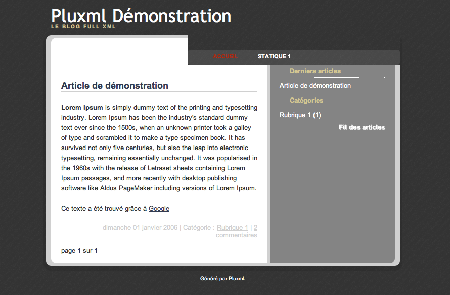 Pluxml Démonstration
LE BLOG FULL XML
STATIQUE 1
Article de démonstration
Lorem Ipsum is simply dummy text of the printing and typesetting
industry. Lorem Ipsum has been the industry's standard dummy
text ever since the 1500s, when an unknown printer took a galley
of type and scrambled it to make a type specimen book. It has
survived not only five centuries, but also the leap into electronic
typesetting, remaining essentially unchanged. It was popularised in
the 1960s with the release of Letraset sheets containing Lorem
Ipsum passages, and more recently with desktop publishing
software like Aldus PageMaker including versions of Lorem Ipsum.
Ce texte a été trouvé grâce à Google
dimanche 01 janvier 2006 | Catégorie : Rubrique 1 | 2
commentaires
page 1 sur 1
Derniers articles
Article de démonstration
Catégories
Rubrique 1 (1)
Fil des articles
Généré par Pluxml